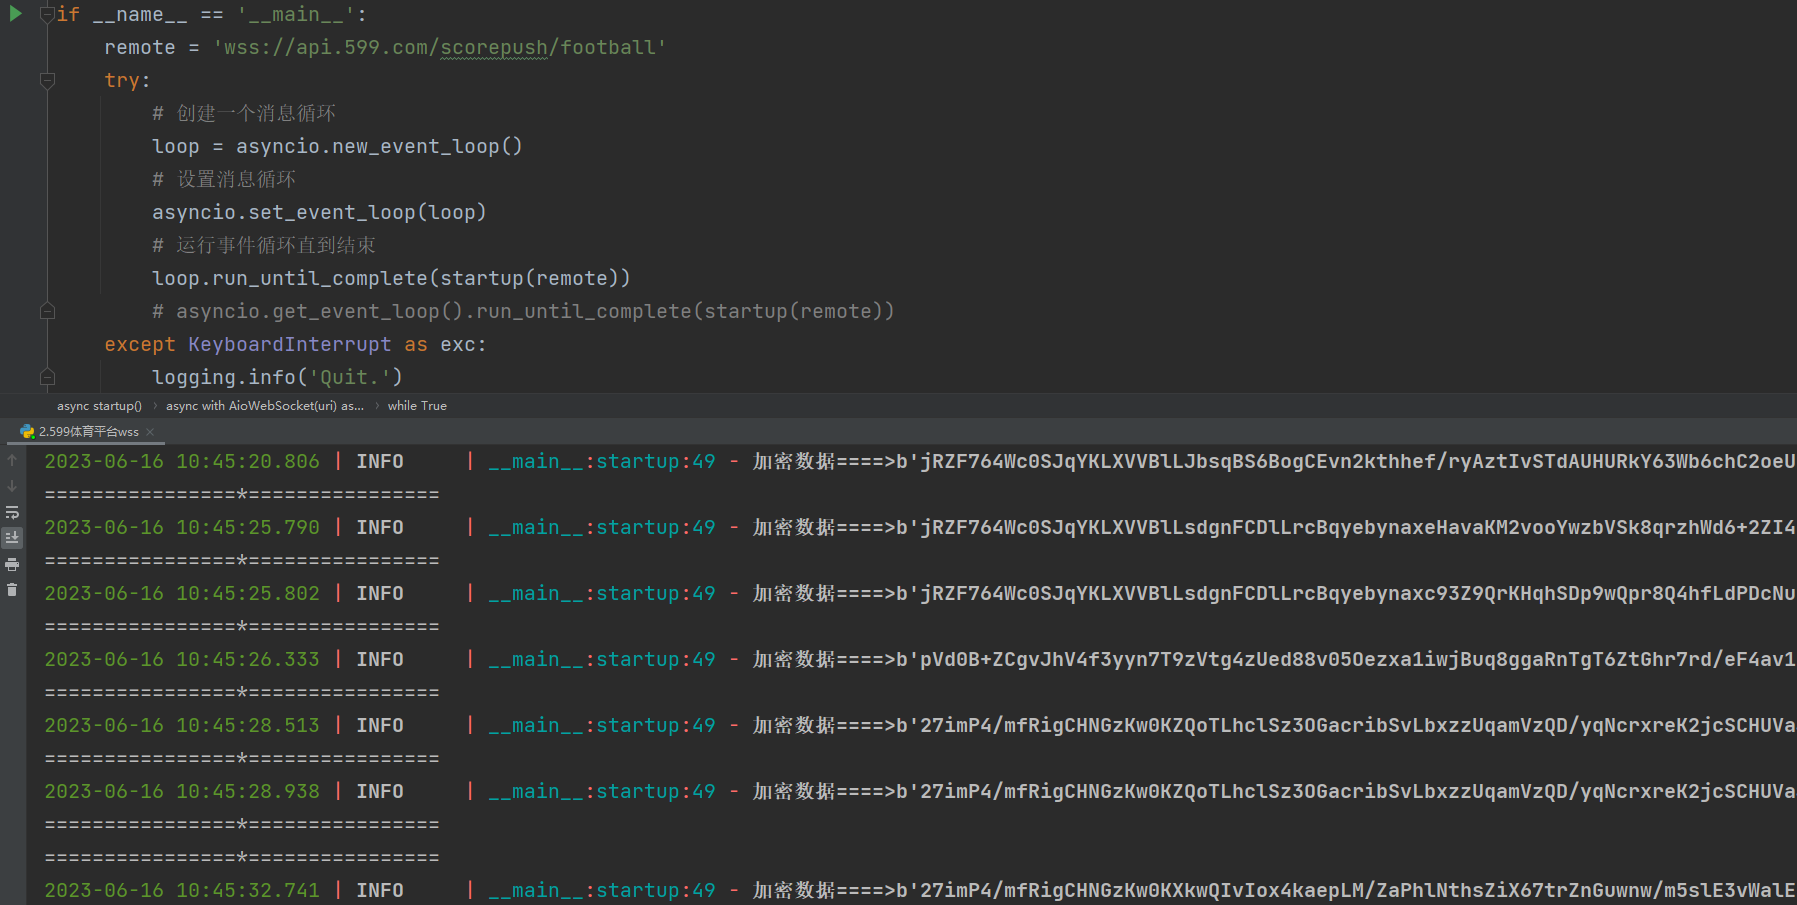 if __name__ == '__main__':
remote = 'wss://api.599.com/scorepush/football'
try:
# 创建一个消息循环
loop = asyncio.new_event_loop()
# 设置消息循环
asyncio.set_event_loop(loop)
# 运行事件循环直到结束
loop.run_until_complete(startup(remote))
# asyncio.get_event_loop().run_until_complete(startup(remote))
except KeyboardInterrupt as exc:
logging.info('Quit.')
async startup() › async with AioWebSocket(uri) as... › while True
2.599体育平台wss ×
2023-06-16 10:45:20.806 | INFO     | __main__:startup:49 - 加密数据====>b'jRZF764Wc0SJqYKLXVVBlLJbsqBS6BogCEvn2kthhef/ryAztIvSTdAUHURkY63Wb6chC2oeU
================*================
2023-06-16 10:45:25.790 | INFO     | __main__:startup:49 - 加密数据====>b'jRZF764Wc0SJqYKLXVVBlLsdgnFCDlLrcBqyebynaxeHavaKM2vooYwzbVSk8qrzhWd6+2ZI4
================*================
2023-06-16 10:45:25.802 | INFO     | __main__:startup:49 - 加密数据====>b'jRZF764Wc0SJqYKLXVVBlLsdgnFCDlLrcBqyebynaxc93Z9QrKHqhSDp9wQpr8Q4hfLdPDcNu
================*================
2023-06-16 10:45:26.333 | INFO     | __main__:startup:49 - 加密数据====>b'pVd0B+ZCgvJhV4f3yyn7T9zVtg4zUed88v05Oezxa1iwjBuq8ggaRnTgT6ZtGhr7rd/eF4av1
================*================
2023-06-16 10:45:28.513 | INFO     | __main__:startup:49 - 加密数据====>b'27imP4/mfRigCHNGzKw0KZQoTLhclSz3OGacribSvLbxzzUqamVzQD/yqNcrxreK2jcSCHUVa
================*================
2023-06-16 10:45:28.938 | INFO     | __main__:startup:49 - 加密数据====>b'27imP4/mfRigCHNGzKw0KZQoTLhclSz3OGacribSvLbxzzUqamVzQD/yqNcrxreK2jcSCHUVa
================*================
================*================
2023-06-16 10:45:32.741 | INFO     | __main__:startup:49 - 加密数据====>b'27imP4/mfRigCHNGzKw0KXkwQIvIox4kaepLM/ZaPhlNthsZiX67trZnGuwnw/m5slE3vWalE